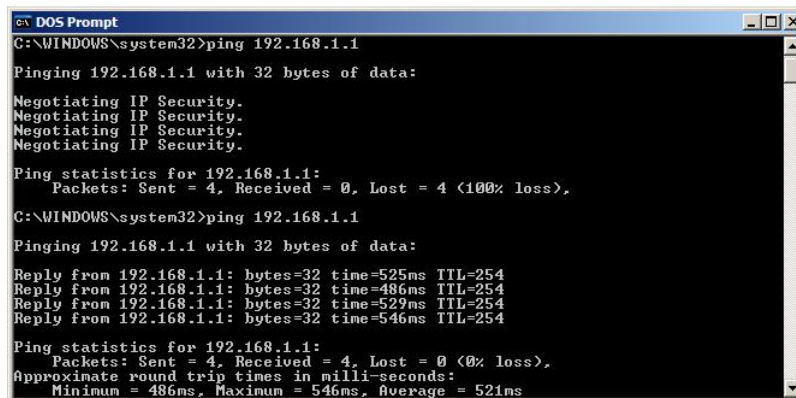 DOS Prompt
C:\WINDOWS\system32>ping 192.168.1.1
Pinging 192.168.1.1 with 32 bytes of data:
Negotiating IP Security.
Negotiating IP Security.
Negotiating IP Security.
Negotiating IP Security.
Ping statistics for 192.168.1.1:
    Packets: Sent = 4, Received = 0, Lost = 4 (100% loss),
C:\WINDOWS\system32>ping 192.168.1.1
Pinging 192.168.1.1 with 32 bytes of data:
Reply from 192.168.1.1: bytes=32 time=525ms TTL=254
Reply from 192.168.1.1: bytes=32 time=486ms TTL=254
Reply from 192.168.1.1: bytes=32 time=529ms TTL=254
Reply from 192.168.1.1: bytes=32 time=546ms TTL=254
Ping statistics for 192.168.1.1:
    Packets: Sent = 4, Received = 4, Lost = 0 (0% loss),
Approximate round trip times in milli-seconds:
    Minimum = 486ms, Maximum = 546ms, Average = 521ms